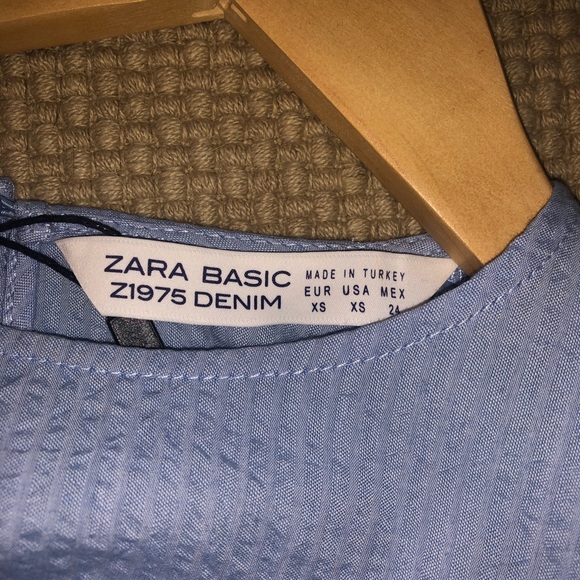 ZARA BASIC
Z1975 DENIM
MADE IN TURKEY
EUR USA MEX
XS XS 24